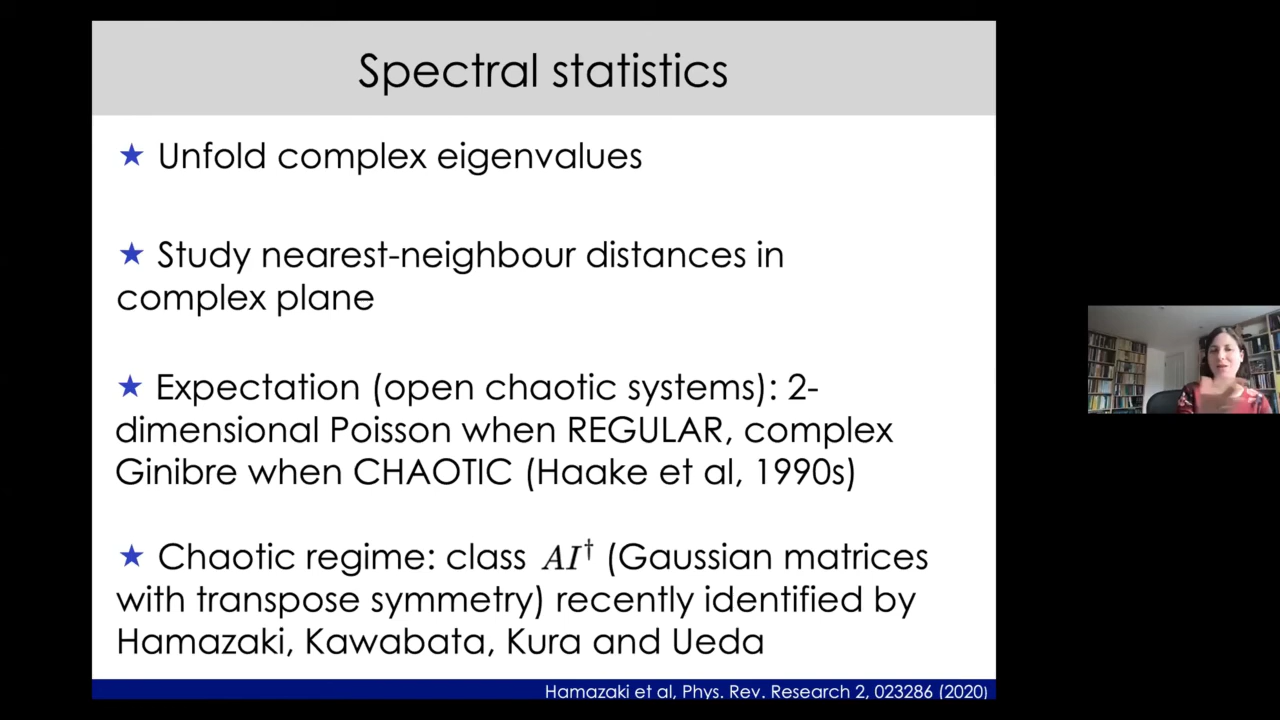 Spectral statistics
★ Unfold complex eigenvalues
★ Study nearest-neighbour distances in
complex plane
★ Expectation (open chaotic systems): 2-
dimensional Poisson when REGULAR, complex
Ginibre when CHAOTIC (Haake et al, 1990s)
★ Chaotic regime: class AI† (Gaussian matrices
with transpose symmetry) recently identified by
Hamazaki, Kawabata, Kura and Ueda
Hamazaki et al, Phys. Rev. Research 2, 023286 (2020)